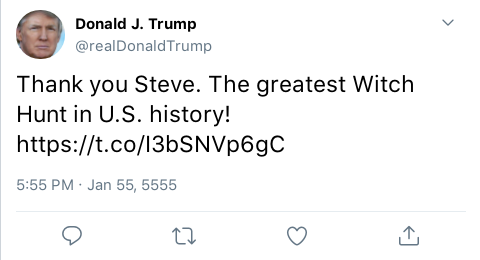 Donald J. Trump
@realDonaldTrump
Thank you Steve. The greatest Witch
Hunt in U.S. history!
https://t.co/I3bSNVp6gC
5:55 PM · Jan 55, 5555